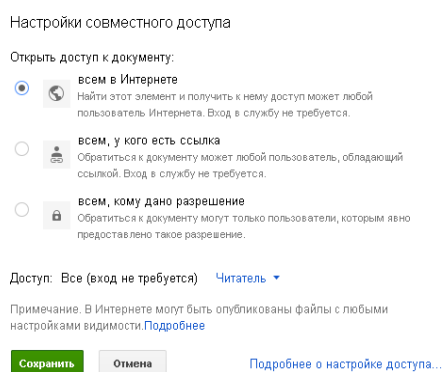 Настройки совместного доступа
Открыть доступ к документу:
всем в Интернете
Найти этот элемент и получить к нему доступ может любой
пользователь Интернета. Вход в службу не требуется.
всем, у кого есть ссылка
Обратиться к документу может любой пользователь, обладающий
ссылкой. Вход в службу не требуется.
всем, кому дано разрешение
Обратиться к документу могут только пользователи, которым явно
предоставлено такое разрешение.
Доступ: Все (вход не требуется) Читатель
Примечание. В Интернете могут быть опубликованы файлы с любыми
настройками видимости.Подробнее
Сохранить Отмена Подробнее о настройке доступа...